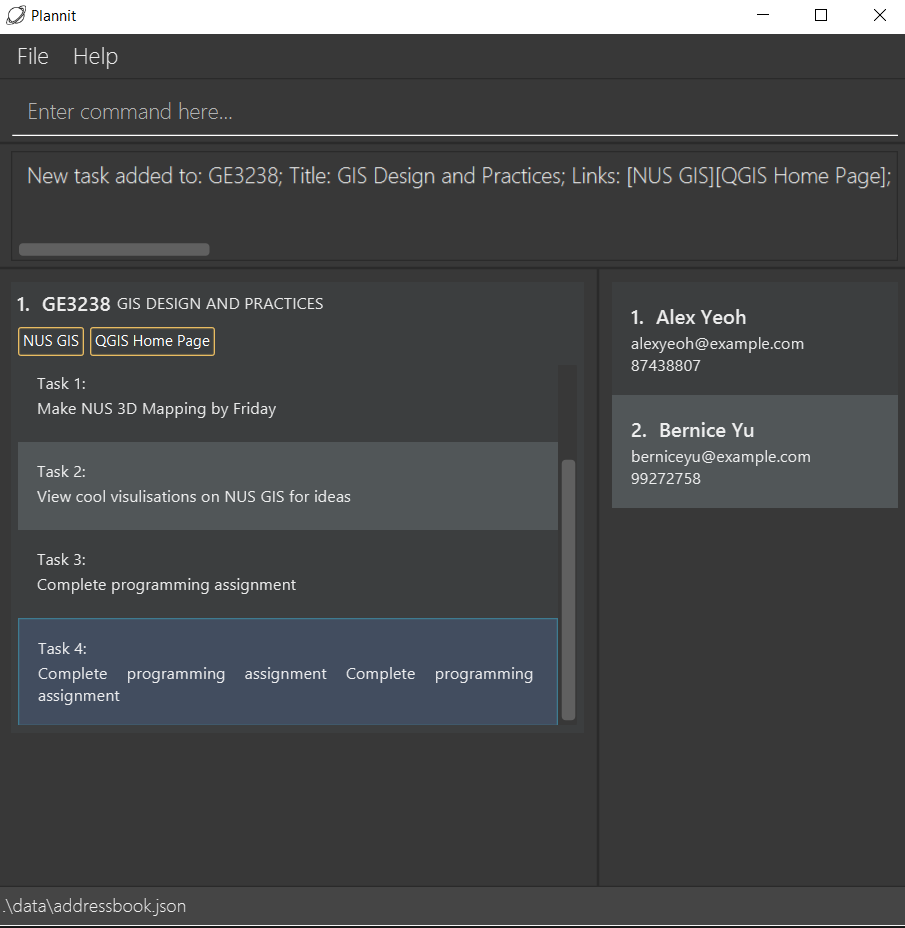 Plannit
File Help
Enter command here...
New task added to: GE3238; Title: GIS Design and Practices; Links: [NUS GIS][QGIS Home Page];
1. GE3238 GIS DESIGN AND PRACTICES
NUS GIS QGIS Home Page
Task 1:
Make NUS 3D Mapping by Friday
Task 2:
View cool visulisations on NUS GIS for ideas
Task 3:
Complete programming assignment
Task 4:
Complete programming assignment Complete programming
assignment
1. Alex Yeoh
alexyeoh@example.com
87438807
2. Bernice Yu
berniceyu@example.com
99272758
.\data\addressbook.json